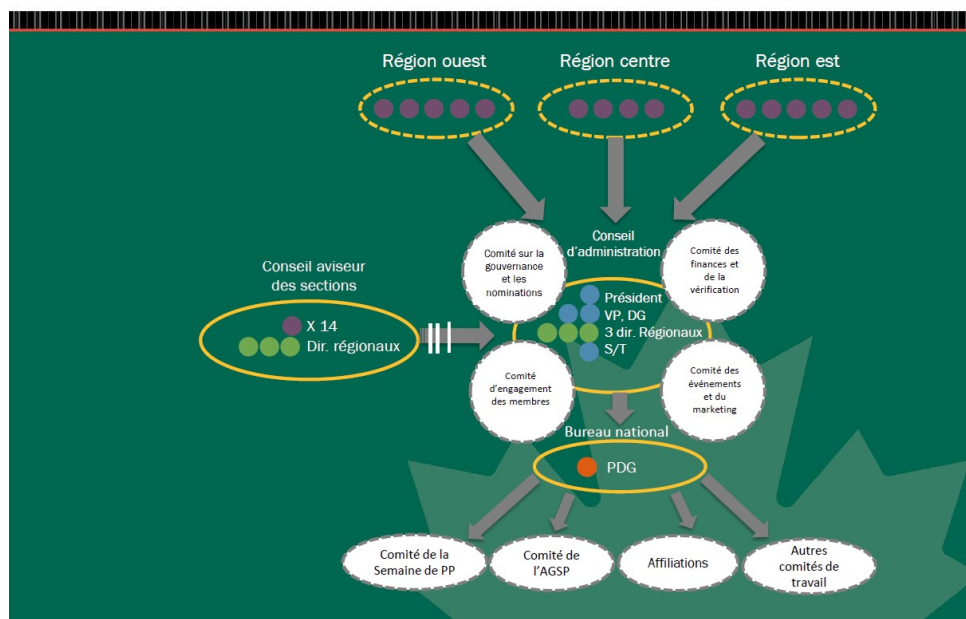 Région ouest
Région centre
Région est
Conseil
d'administration
Comité sur la
gouvernance
et les
nominations
Comité des
finances et
de la
vérification
Conseil aviseur
des sections
X 14
Dir. régionaux
Président
VP, DG
3 dir. Régionaux
S/T
Comité
d'engagement
des membres
Comité des
événements
et du
marketing
Bureau national
PDG
Comité de la
Semaine de PP
Comité de
l'AGSP
Affiliations
Autres
comités de
travail